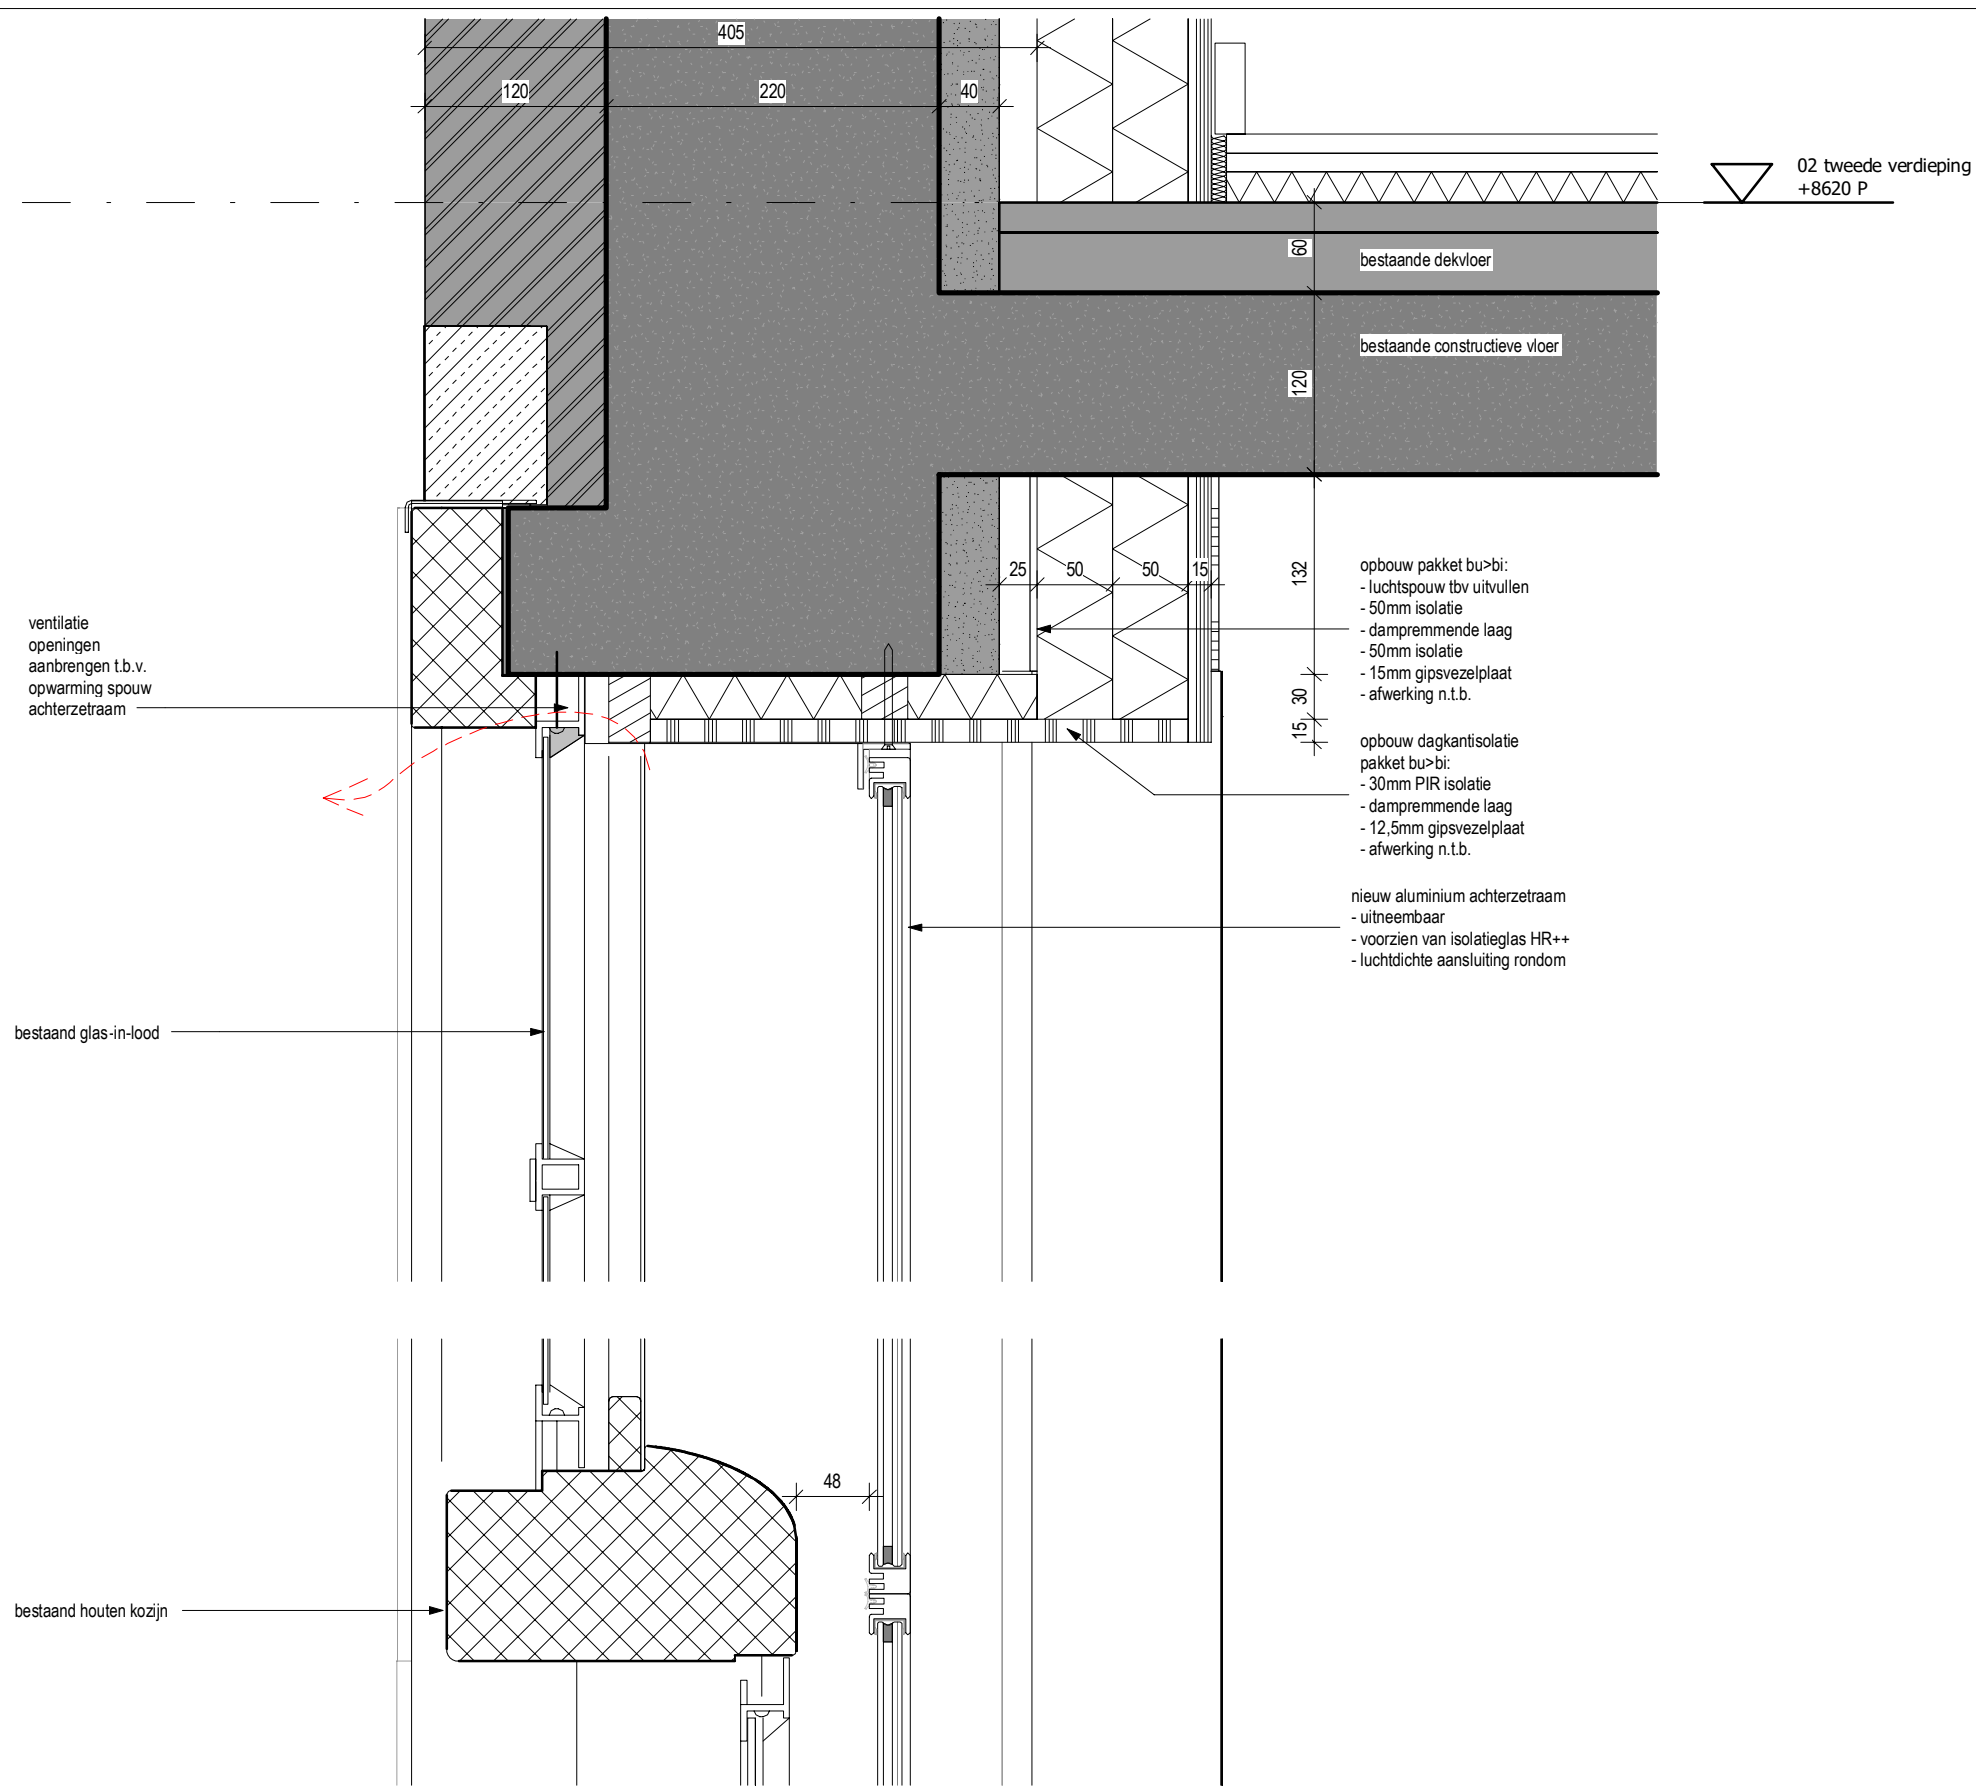 405
120
220
40
02 tweede verdieping
+8620 P
60
bestaande dekvloer
bestaande constructieve vloer
120
25
50
50
15
132
opbouw pakket bu>bi:
- luchtspouw tbv uitvullen
- 50mm isolatie
- dampremmende laag
- 50mm isolatie
- 15mm gipsvezelplaat
- afwerking n.t.b.
ventilatie
openingen
aanbrengen t.b.v.
opwarming spouw
achterzetraam
30
15
opbouw dagkantisolatie
pakket bu>bi:
- 30mm PIR isolatie
- dampremmende laag
- 12,5mm gipsvezelplaat
- afwerking n.t.b.
nieuw aluminium achterzetraam
- uitneembaar
- voorzien van isolatieglas HR++
- luchtdichte aansluiting rondom
bestaand glas-in-lood
48
bestaand houten kozijn